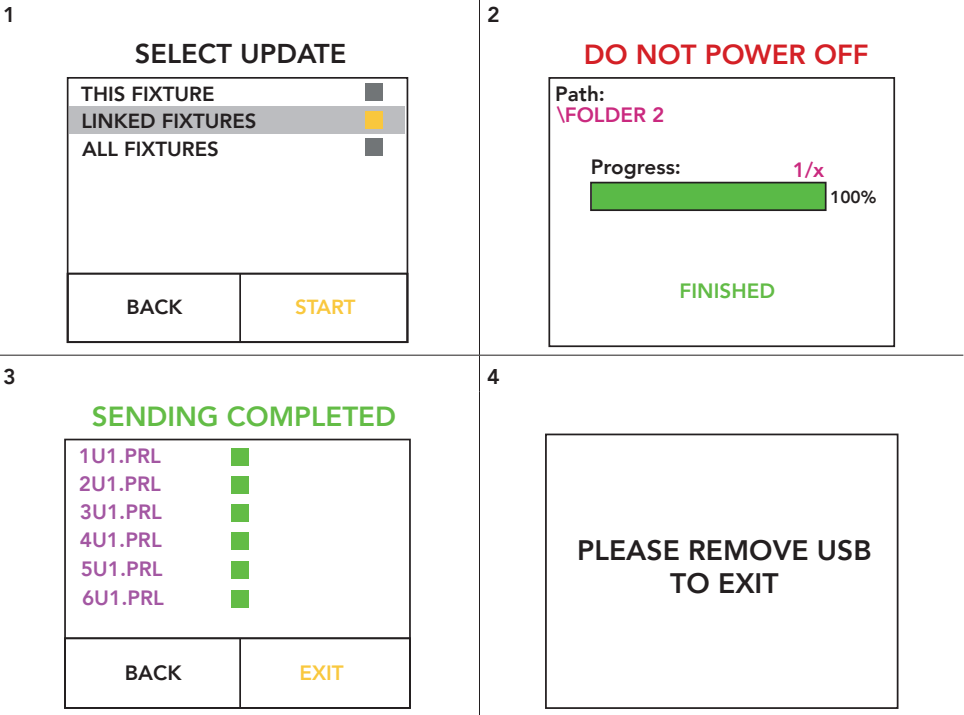 1
SELECT UPDATE
THIS FIXTURE
LINKED FIXTURES
ALL FIXTURES
BACK
START
2
DO NOT POWER OFF
Path:
\FOLDER 2
Progress:
1/x
100%
FINISHED
3
SENDING COMPLETED
1U1.PRL
2U1.PRL
3U1.PRL
4U1.PRL
5U1.PRL
6U1.PRL
BACK
EXIT
4
PLEASE REMOVE USB
TO EXIT